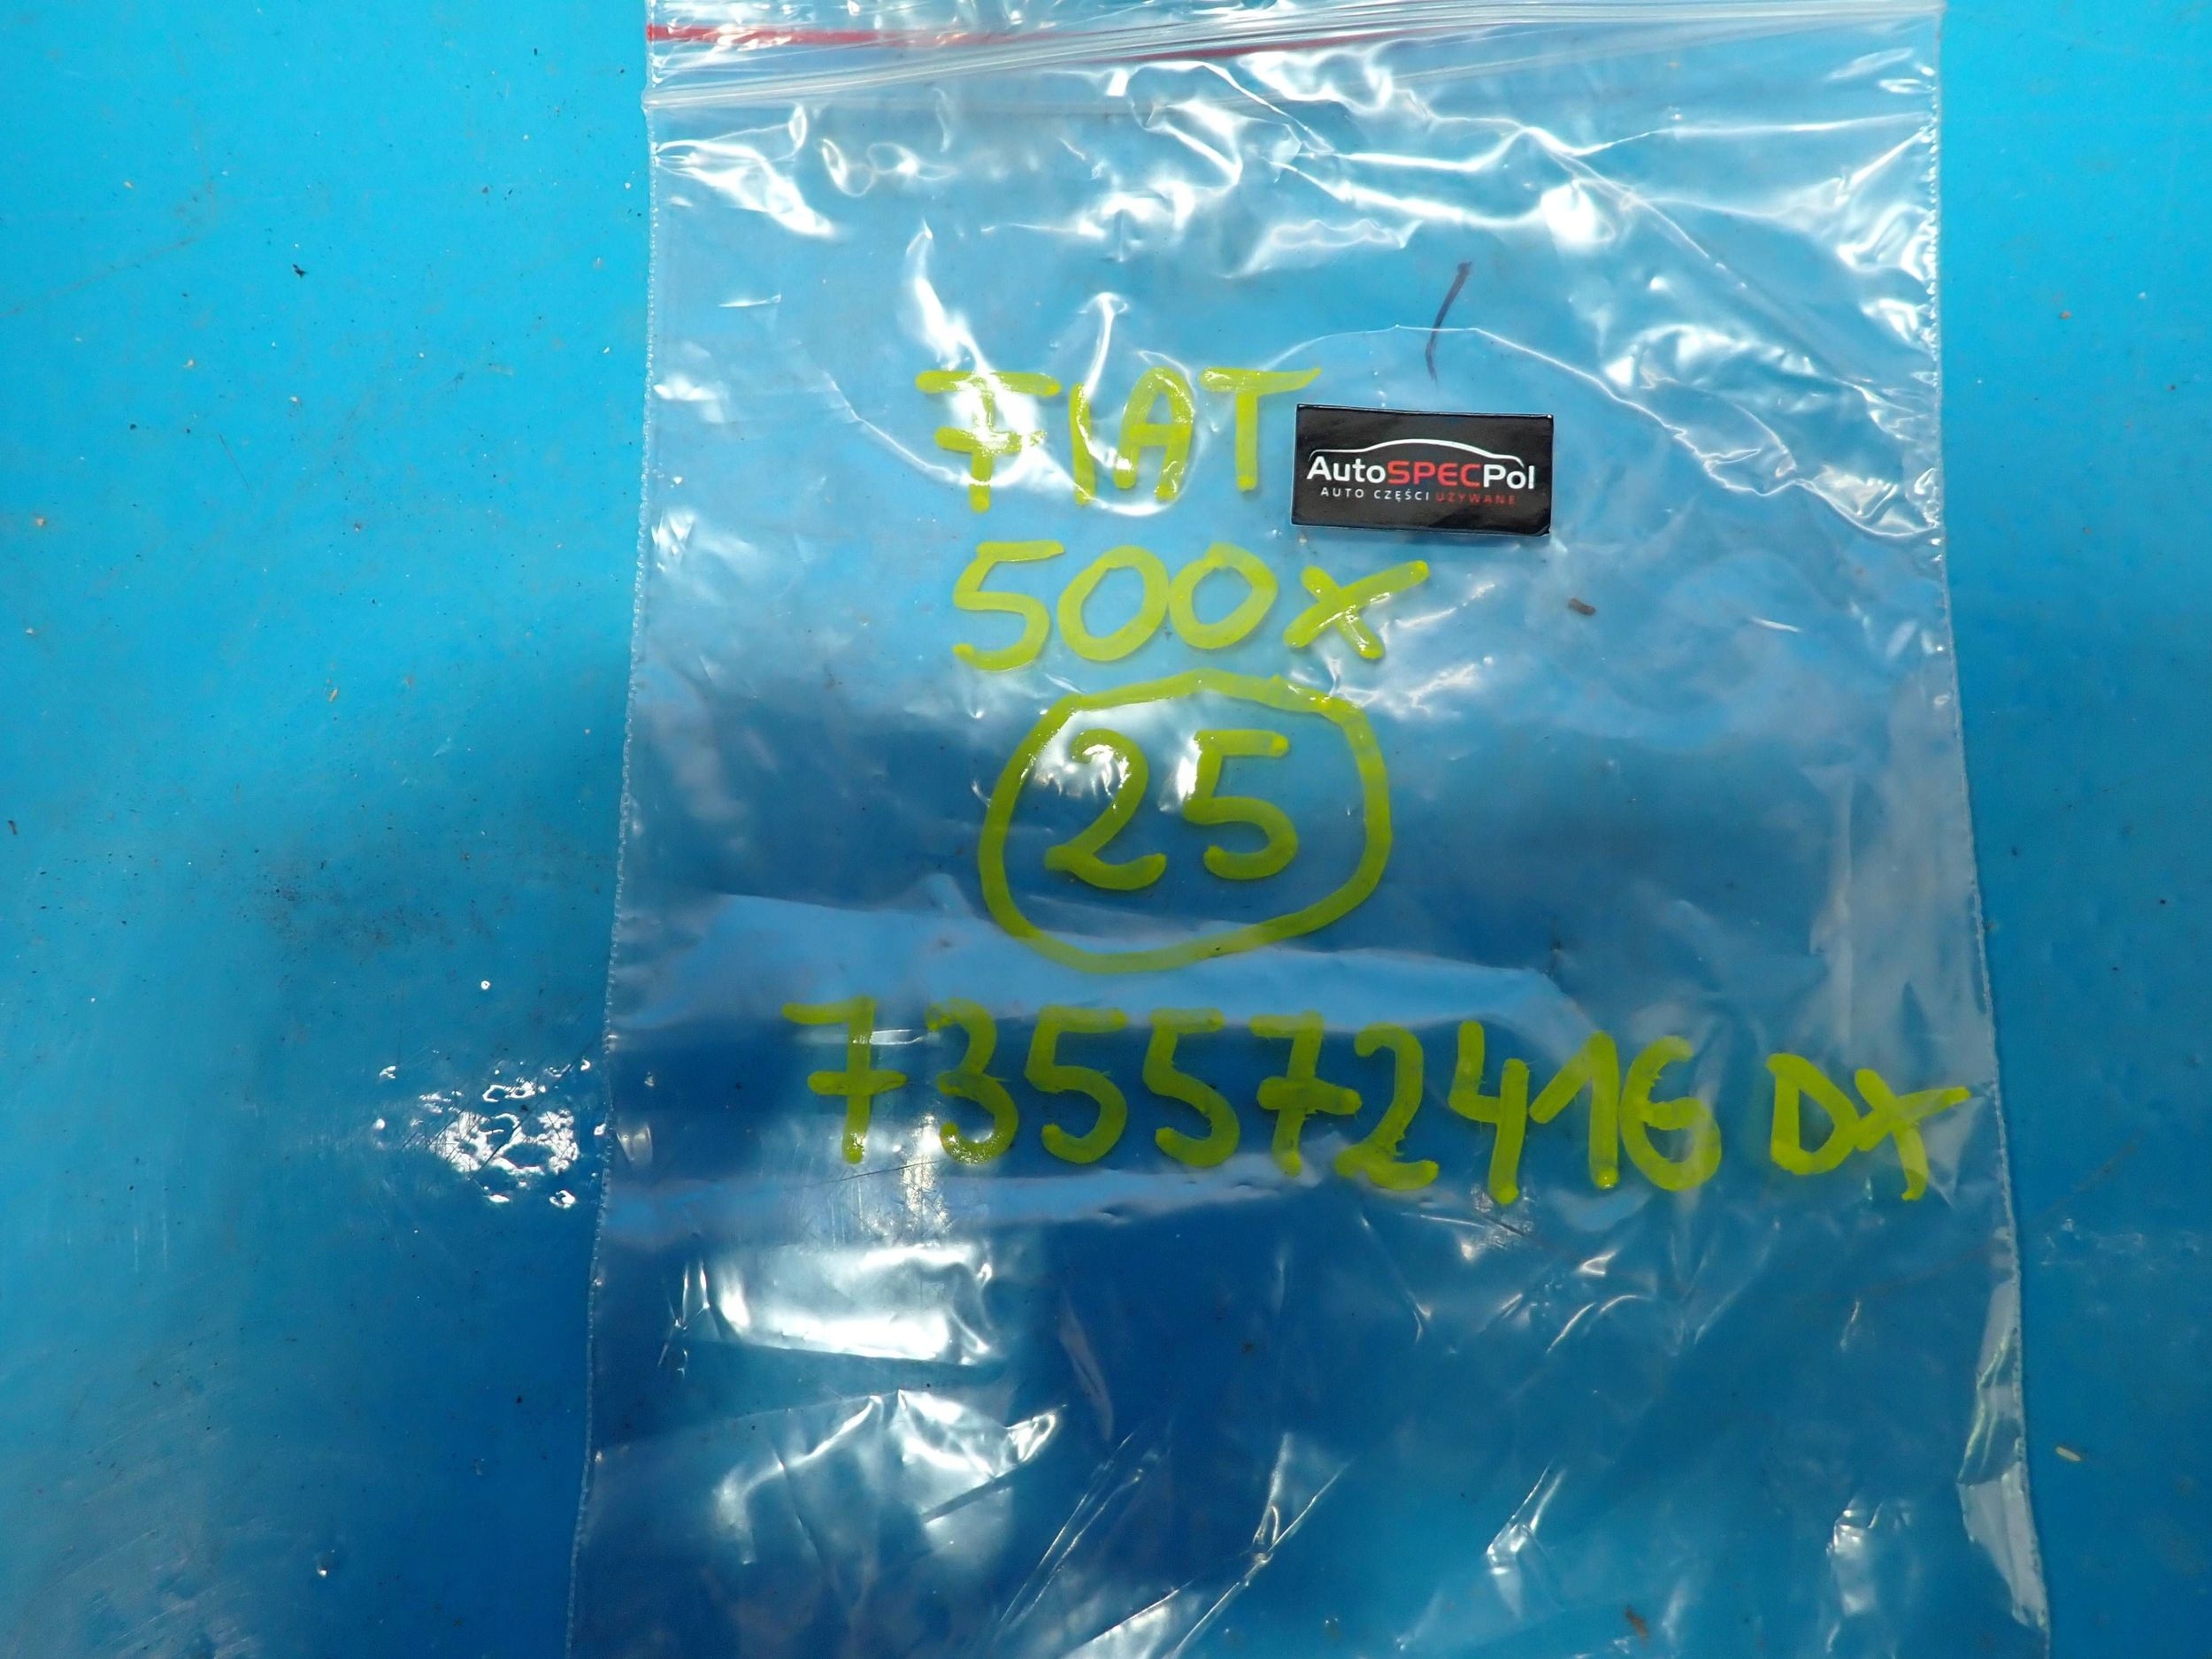 FIAT
AutoSPECPol
AUTO CZĘŚCI UŻYWANE
500X
25
735572416 DX